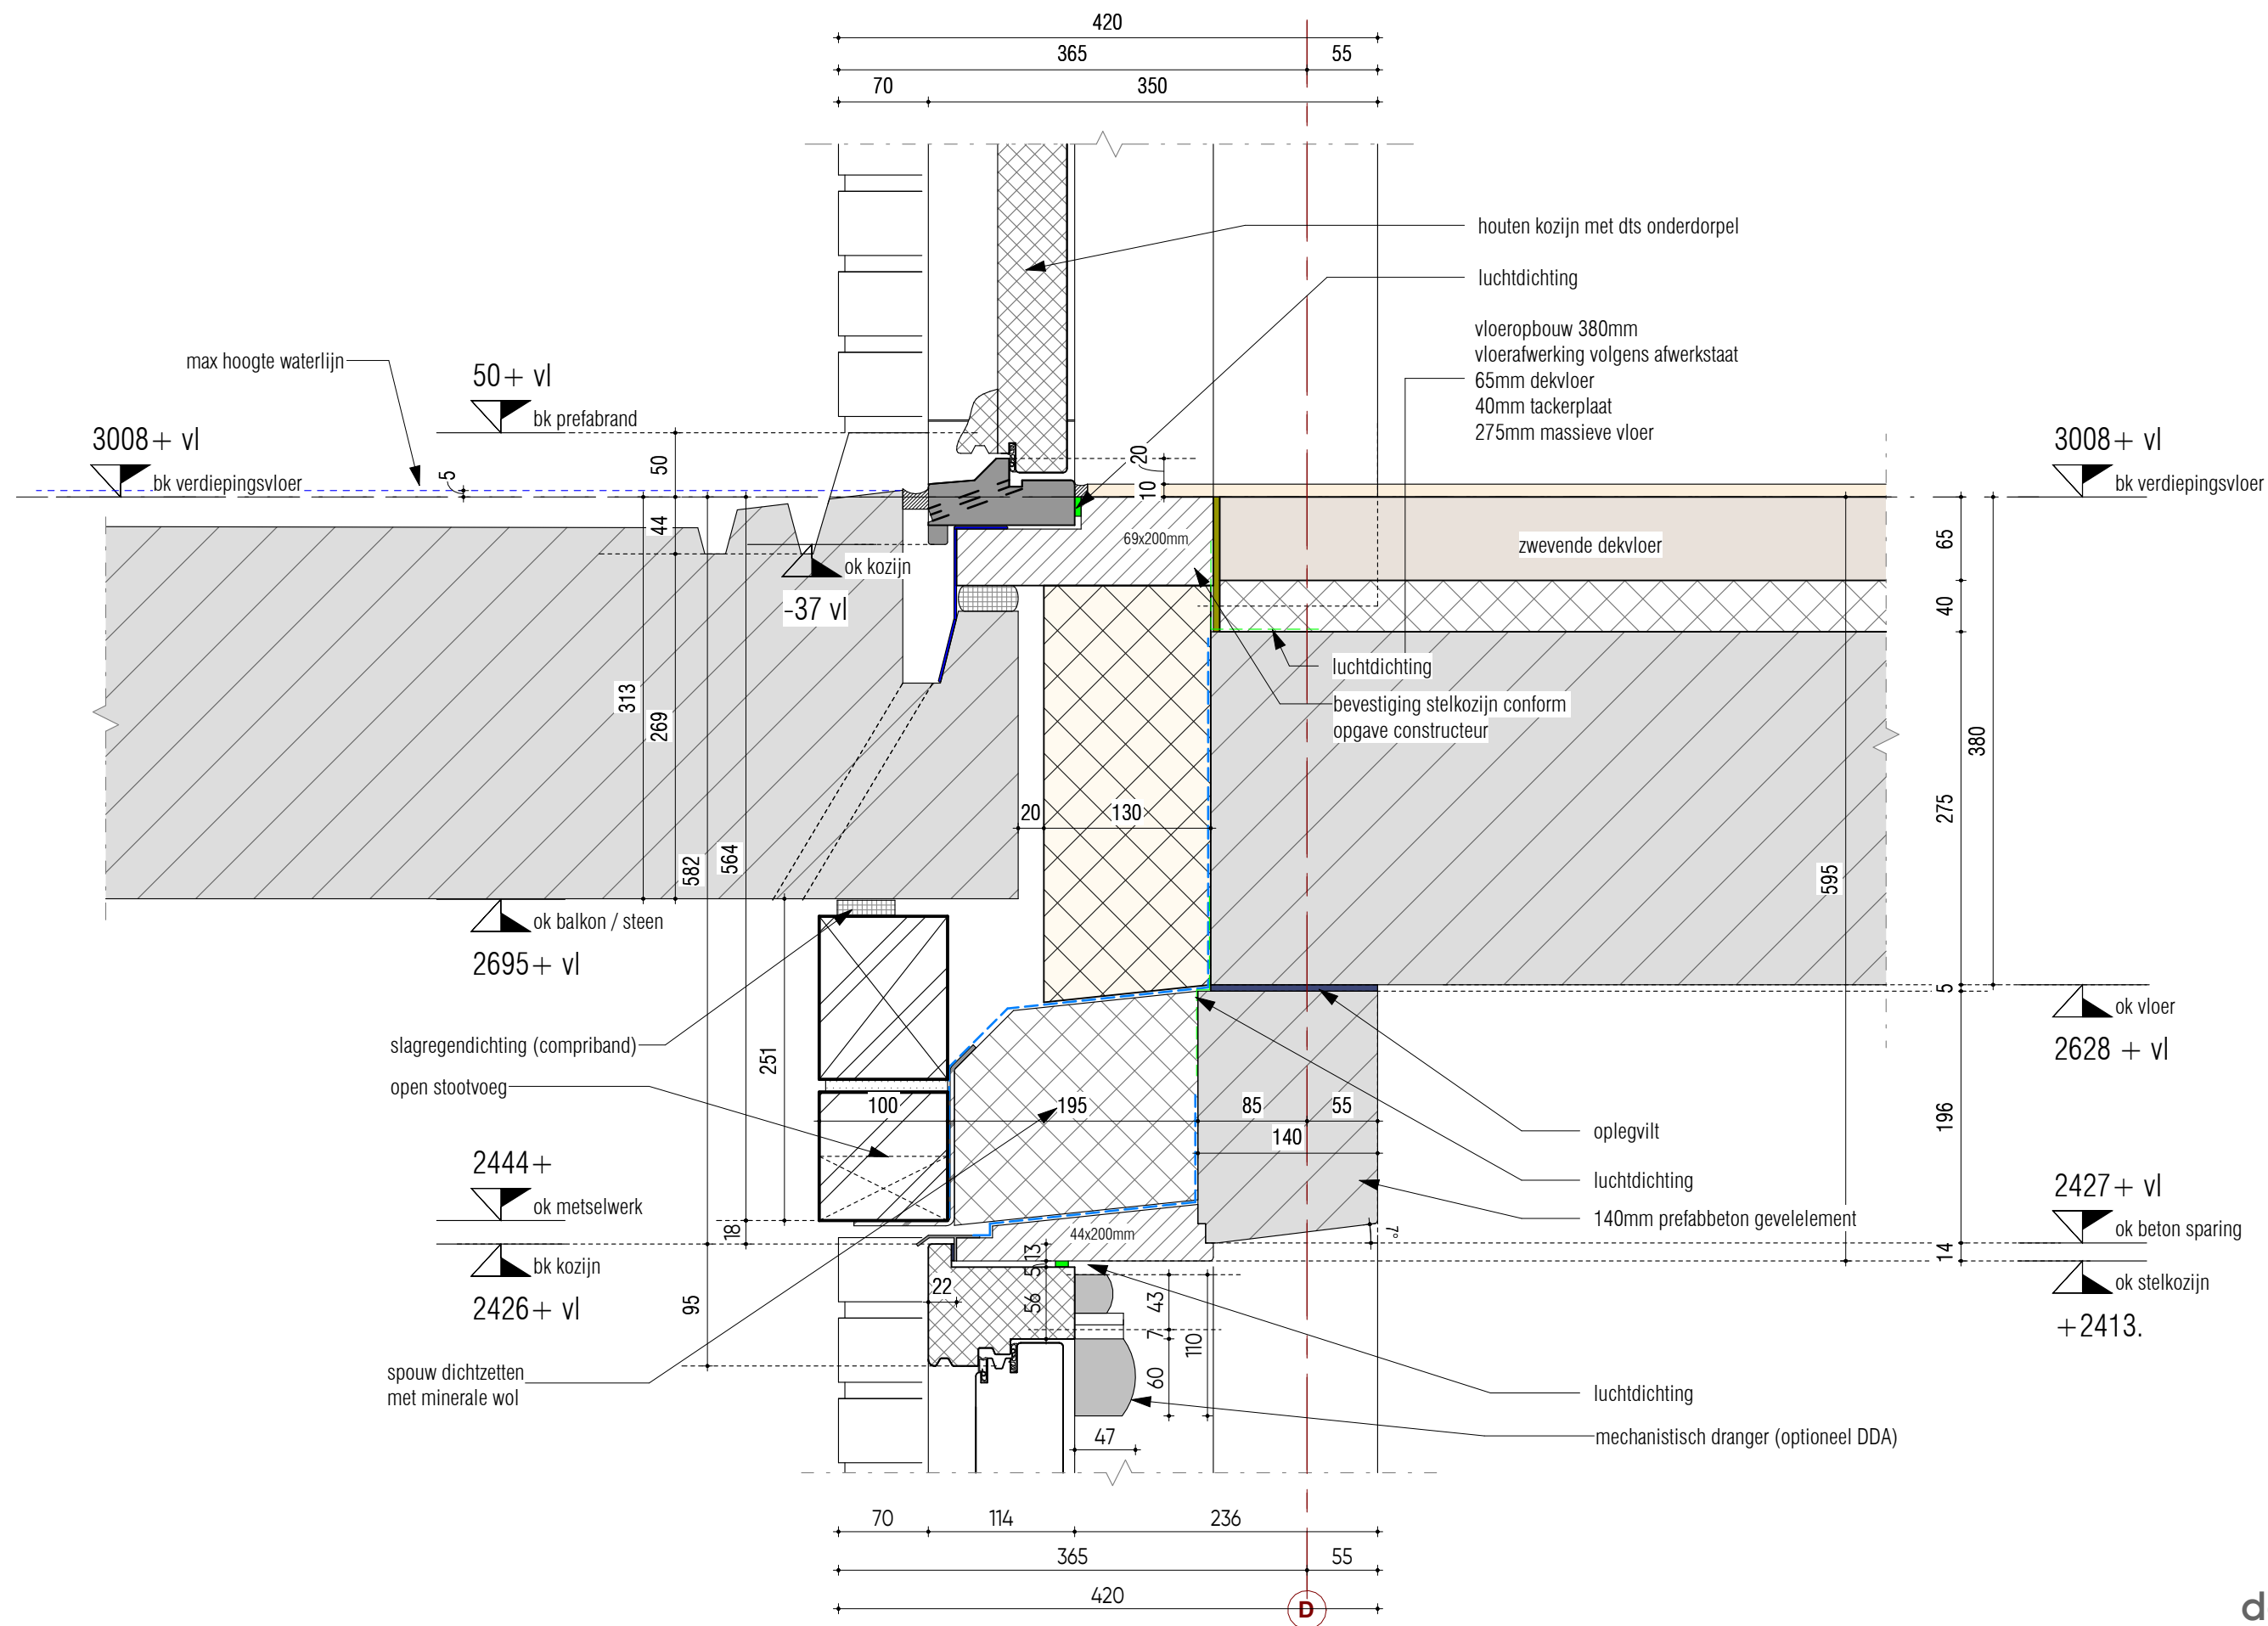 420
365
55
70
350
houten kozijn met dts onderdorpel
luchtdichting
vloeropbouw 380mm
vloerafwerking volgens afwerkstaat
65mm dekvloer
40mm tackerplaat
275mm massieve vloer
max hoogte waterlijn
50+ vl
bk prefabrand
3008+ vl
bk verdiepingsvloer
5
50
44
20
10
3008+ vl
bk verdiepingsvloer
69x200mm
zwevende dekvloer
65
40
ok kozijn
-37 vl
luchtdichting
bevestiging stelkozijn conform
opgave constructeur
313
269
582
564
20
130
380
275
595
ok balkon / steen
2695+ vl
slagregendichting (compriband)
open stootvoeg
251
100
195
85
55
140
5
ok vloer
2628 + vl
196
oplegvilt
luchtdichting
140mm prefabbeton gevelelement
2444+
ok metselwerk
18
bk kozijn
2426+ vl
44x200mm
7°
2427+ vl
ok beton sparing
14
ok stelkozijn
+2413.
95
22
13
5
56
43
7
60
110
47
spouw dichtzetten
met minerale wol
luchtdichting
mechanistisch dranger (optioneel DDA)
70
114
236
365
55
420
D
d